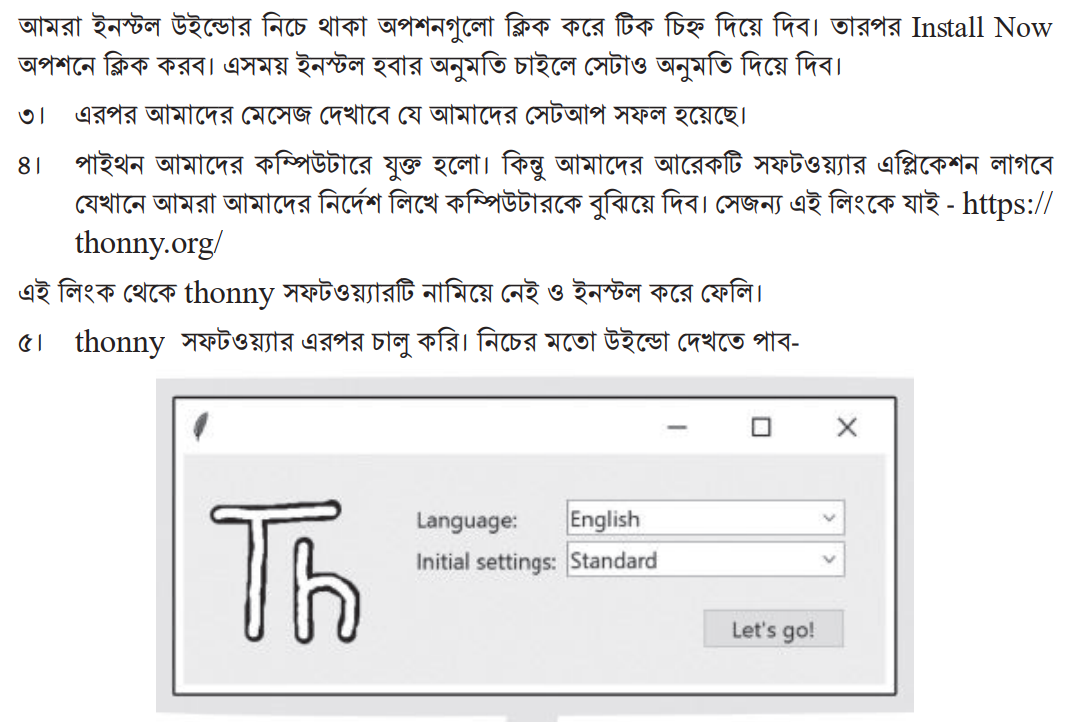 আমরা ইনস্টল উইন্ডোর নিচে থাকা অপশনগুলো ক্লিক করে টিক চিহ্ন দিয়ে দিব। তারপর Install Now
অপশনে ক্লিক করব। এসময় ইনস্টল হবার অনুমতি চাইলে সেটাও অনুমতি দিয়ে দিব।
৩। এরপর আমাদের মেসেজ দেখাবে যে আমাদের সেটআপ সফল হয়েছে।
৪। পাইথন আমাদের কম্পিউটারে যুক্ত হলো। কিন্তু আমাদের আরেকটি সফটওয়্যার এপ্লিকেশন লাগবে
যেখানে আমরা আমাদের নির্দেশ লিখে কম্পিউটারকে বুঝিয়ে দিব। সেজন্য এই লিংকে যাই - https://
thonny.org/
এই লিংক থেকে thonny সফটওয়্যারটি নামিয়ে নেই ও ইনস্টল করে ফেলি।
৫। thonny সফটওয়্যার এরপর চালু করি। নিচের মতো উইন্ডো দেখতে পাব-
Th
Language: English
Initial settings: Standard
Let's go!